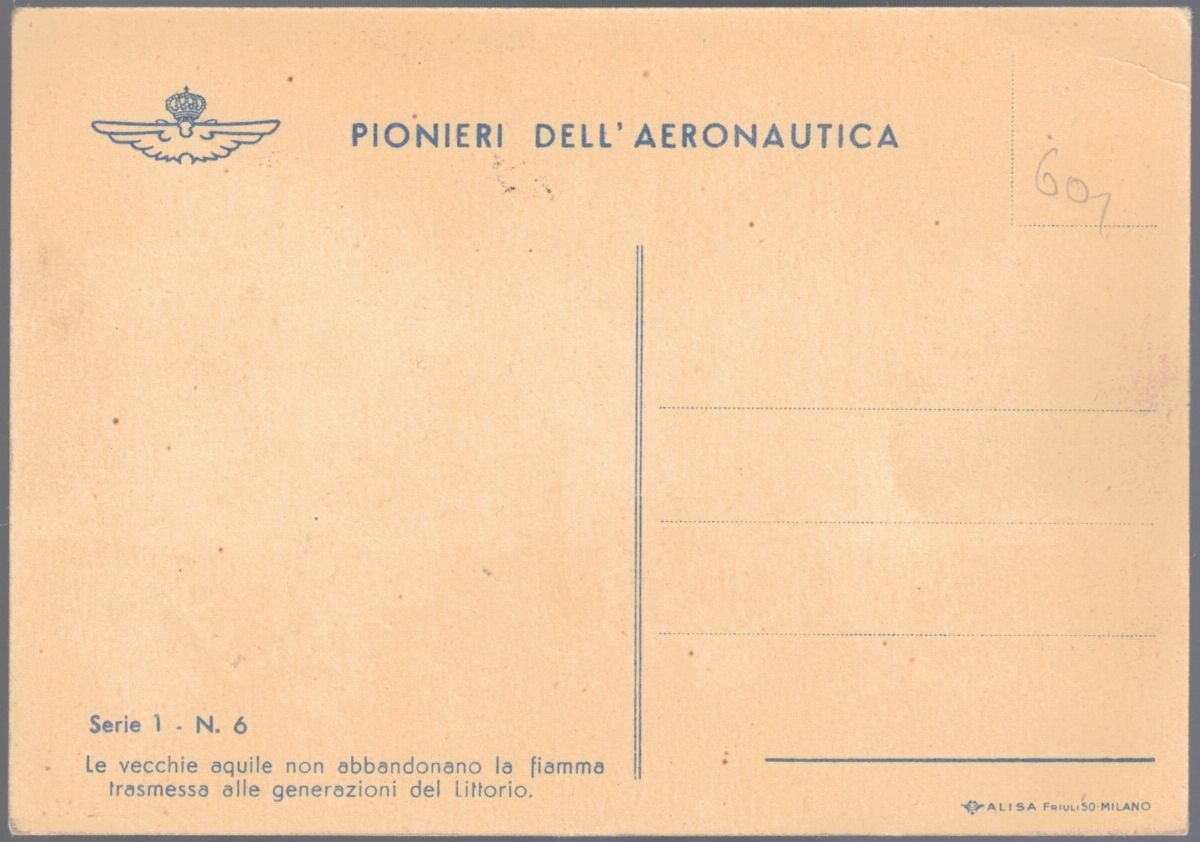 PIONIERI DELL'AERONAUTICA
60,
Serie 1 - N. 6
Le vecchie aquile non abbandonano la fiamma
trasmessa alle generazioni del Littorio.
ALISA FRIULI 50-MILANO